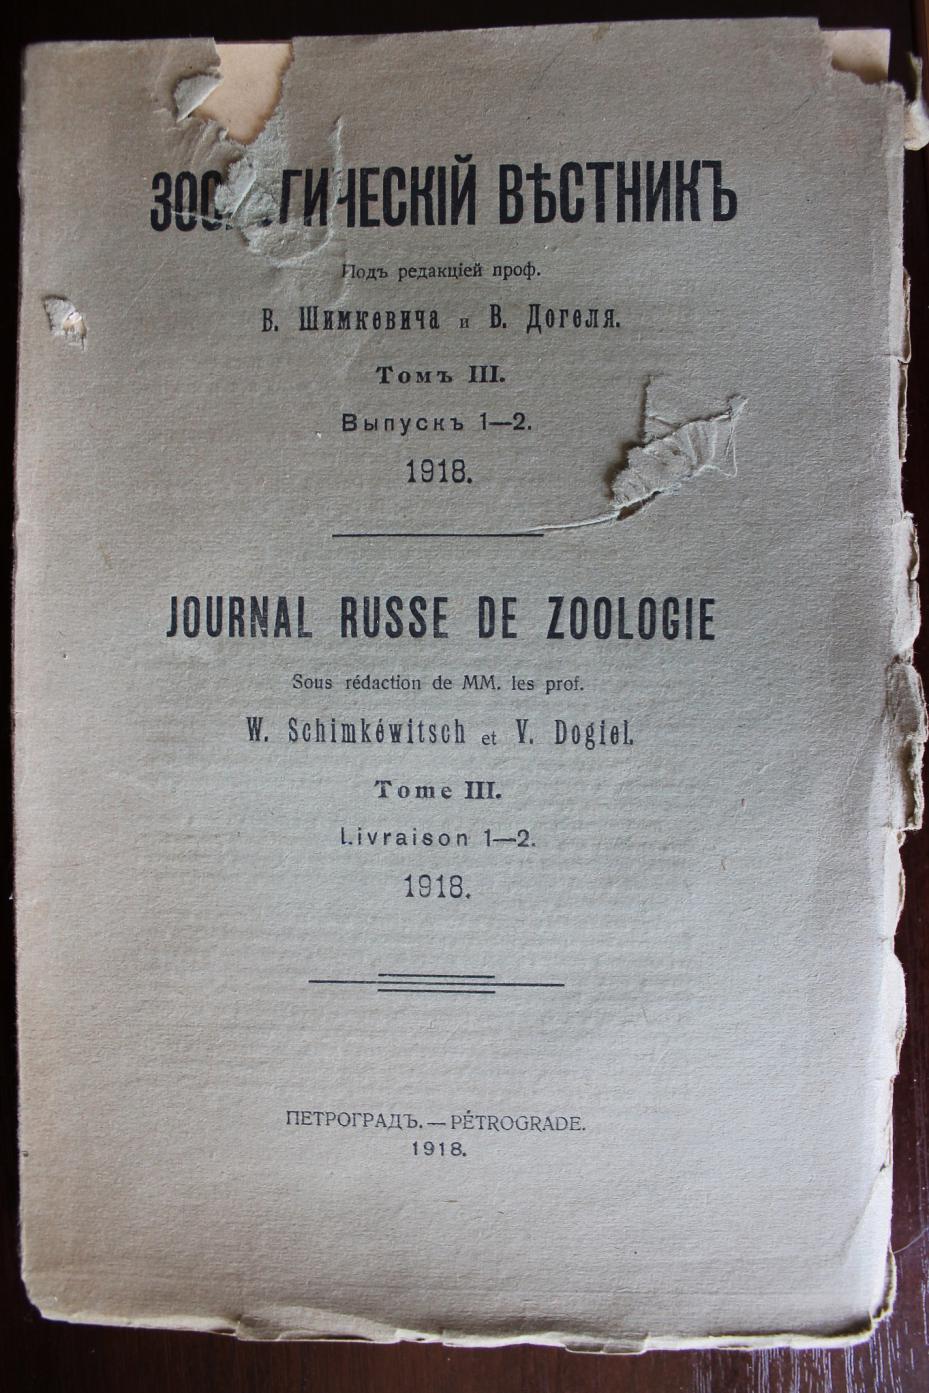 ВѢСТНИКЪ
Подъ редакціей проф.
В. Шимкевича и В. Догеля.
Томъ III.
Выпускъ 1—2.
1918.
JOURNAL RUSSE DE ZOOLOGIE
Sous rédaction de MM. les prof.
W. Schimkéwitsch et V. Dogiel.
Tome III.
Livraison 1—2.
1918.
ПЕТРОГРАДЪ. — PÉTROGRADE.
1918.